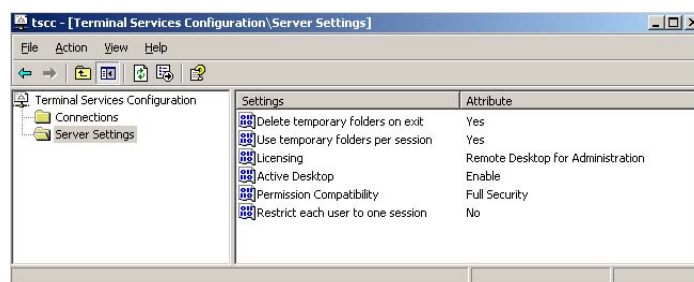 tscc - [Terminal Services Configuration\Server Settings]
File Action View Help
Terminal Services Configuration
Connections
Server Settings
Settings Attribute
Delete temporary folders on exit Yes
Use temporary folders per session Yes
Licensing Remote Desktop for Administration
Active Desktop Enable
Permission Compatibility Full Security
Restrict each user to one session No